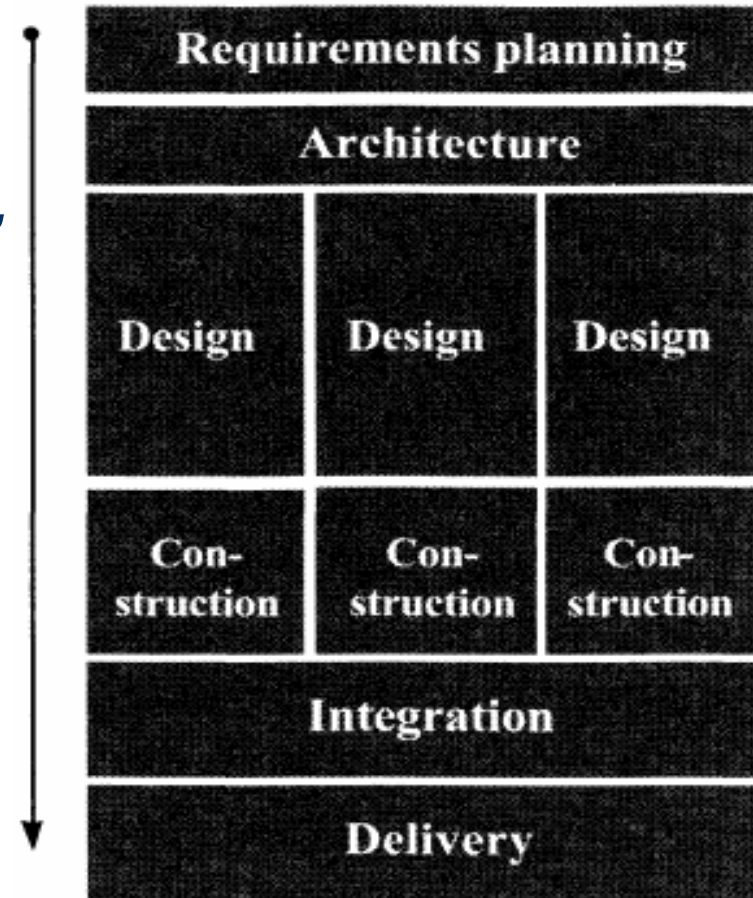 Requirements planning
Architecture
Design Design Design
Con-
struction
Con-
struction
Con-
struction
Integration
Delivery